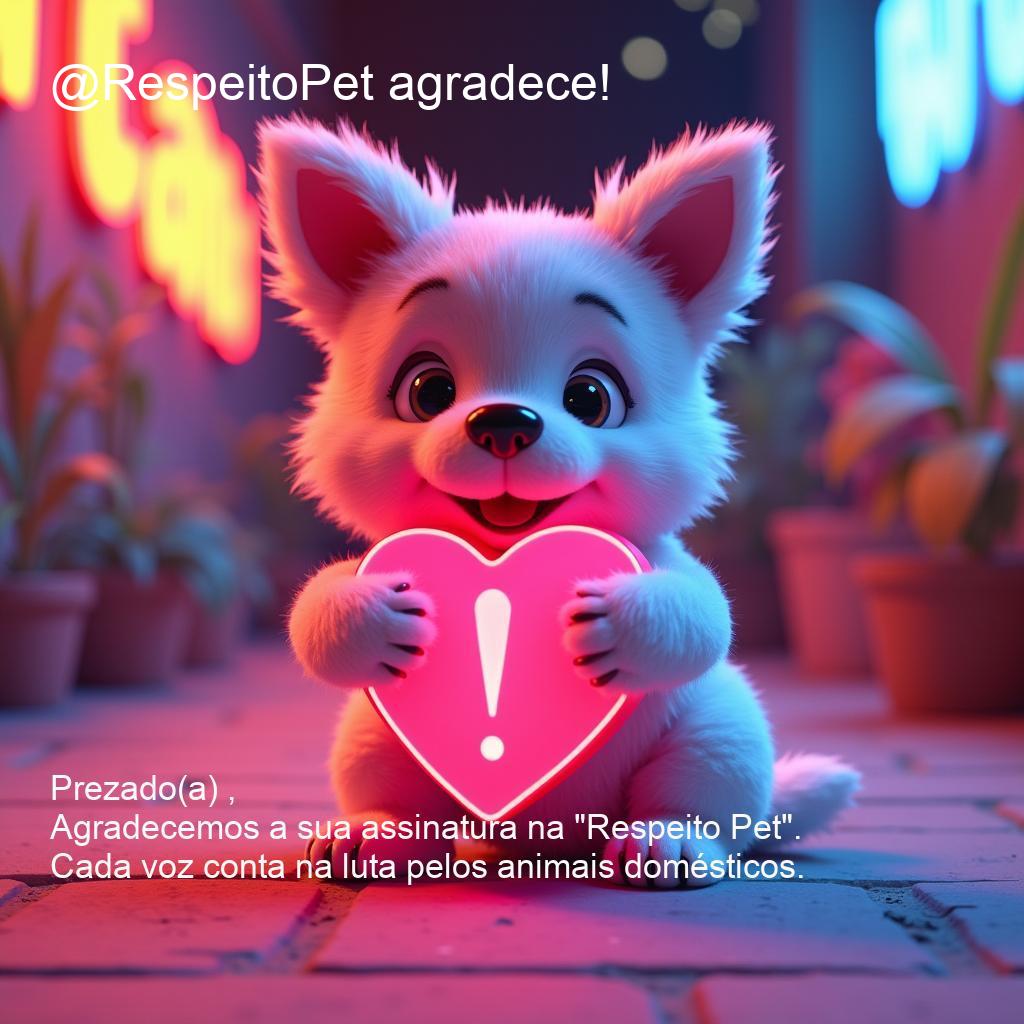 @RespeitoPet agradece!
Prezado(a) ,
Agradecemos a sua assinatura na "Respeito Pet".
Cada voz conta na luta pelos animais domésticos.